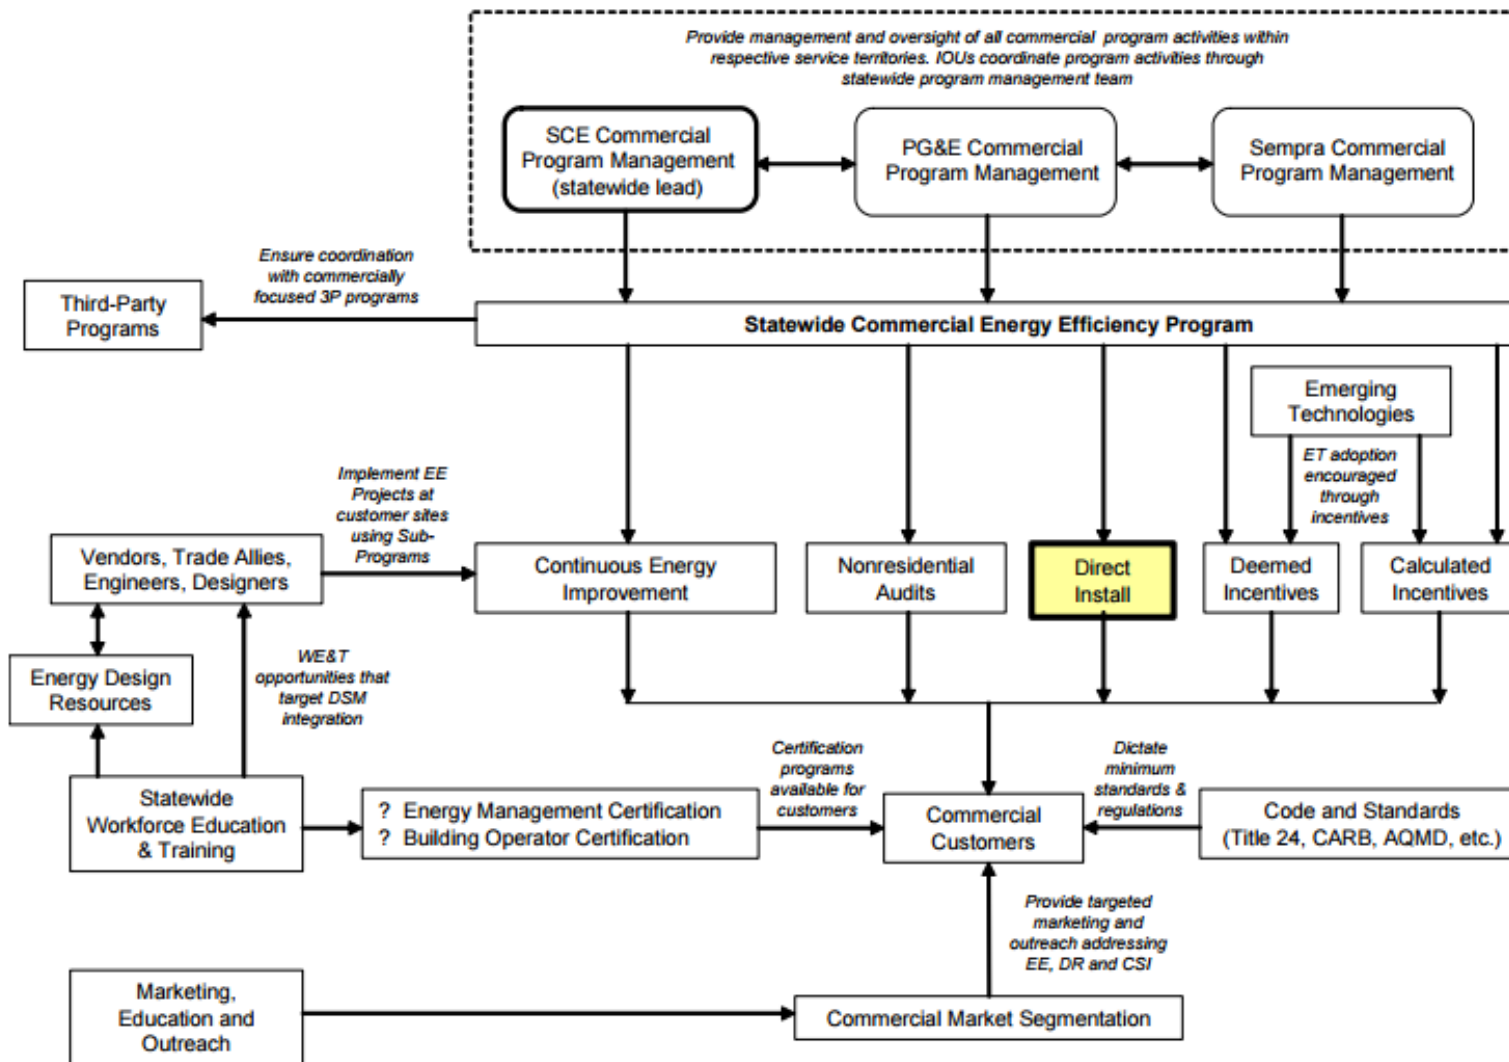 Provide management and oversight of all commercial program activities within
respective service territories. IOUs coordinate program activities through
statewide program management team
SCE Commercial
Program Management
(statewide lead)
PG&E Commercial
Program Management
Sempra Commercial
Program Management
Ensure coordination
with commercially
focused 3P programs
Third-Party
Programs
Statewide Commercial Energy Efficiency Program
Emerging
Technologies
ET adoption
encouraged
through
incentives
Implement EE
Projects at
customer sites
using Sub-
Programs
Vendors, Trade Allies,
Engineers, Designers
Continuous Energy
Improvement
Nonresidential
Audits
Direct
Install
Deemed
Incentives
Calculated
Incentives
Energy Design
Resources
WE&T
opportunities that
target DSM
integration
Statewide
Workforce Education
& Training
? Energy Management Certification
? Building Operator Certification
Certification
programs
available for
customers
Commercial
Customers
Dictate
minimum
standards &
regulations
Code and Standards
(Title 24, CARB, AQMD, etc.)
Provide targeted
marketing and
outreach addressing
EE, DR and CSI
Marketing,
Education and
Outreach
Commercial Market Segmentation